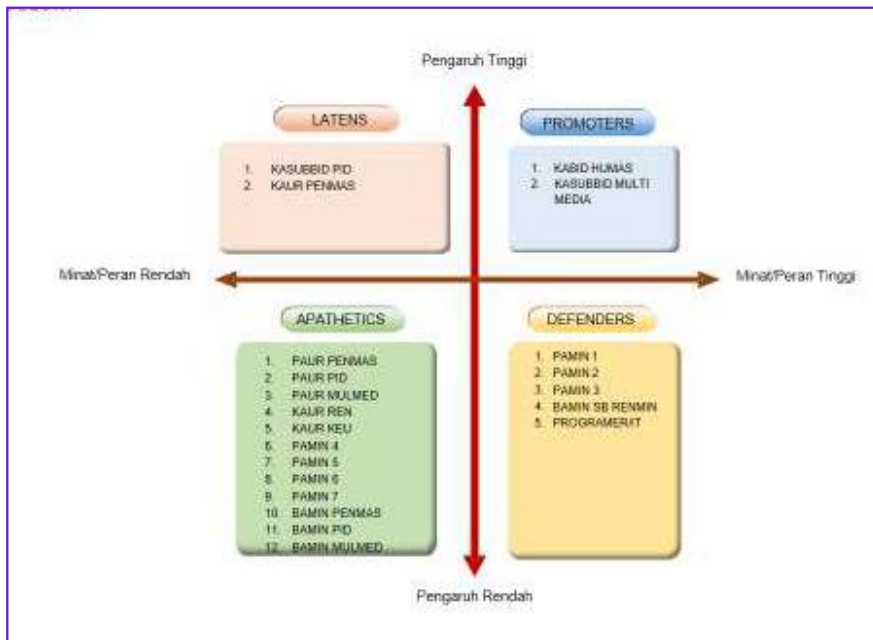 Pengaruh Tinggi
LATENS
1. KASUBBID PID
2. KAUR PENMAS
PROMOTERS
1. KABID HUMAS
2. KASUBBID MULTI
MEDIA
Minat/Peran Rendah
Minat/Peran Tinggi
APATHETICS
1. PAUR PENMAS
2. PAUR PID
3. PAUR MULMED
4. KAUR REN
5. KAUR KEU
6. PAMIN 4
7. PAMIN 5
8. PAMIN 6
9. PAMIN 7
10. BAMIN PENMAS
11. BAMIN PID
12. BAMIN MULMED
DEFENDERS
1. PAMIN 1
2. PAMIN 2
3. PAMIN 3
4. BAMIN SB RENMIN
5. PROGRAMER/IT
Pengaruh Rendah